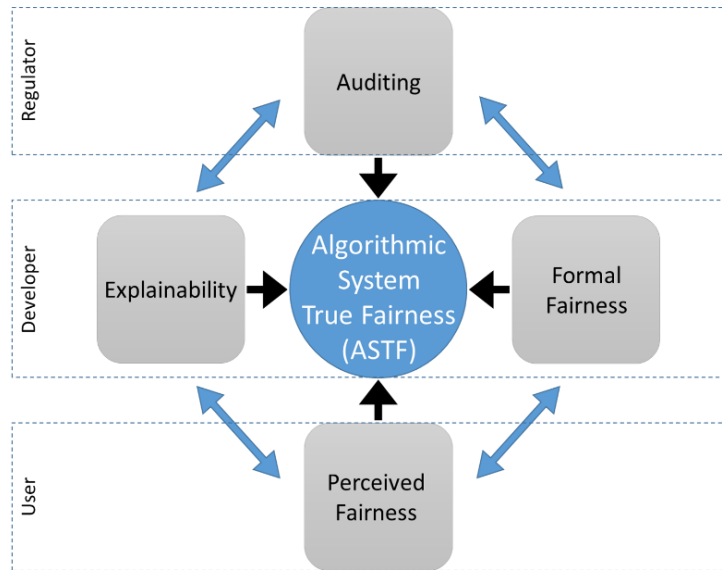 Regulator
Auditing
Developer
Explainability
Algorithmic
System
True Fairness
(ASTF)
Formal
Fairness
User
Perceived
Fairness